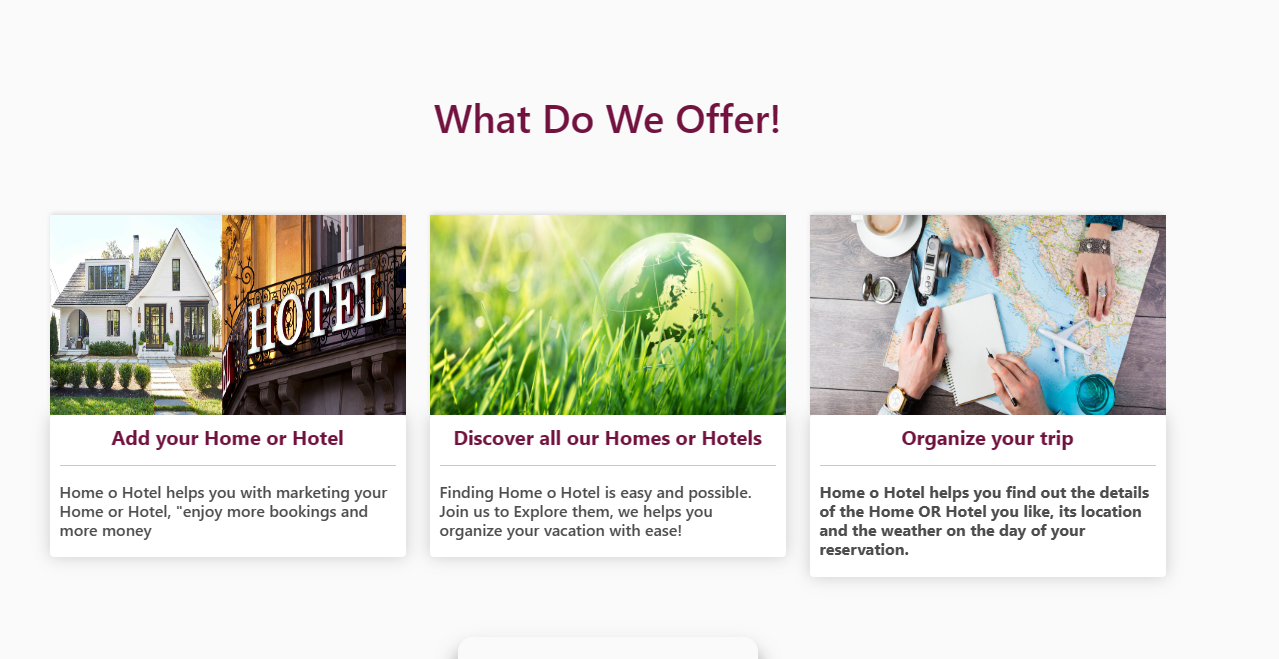 What Do We Offer!
HOTEL
Add your Home or Hotel
Home o Hotel helps you with marketing your
Home or Hotel, "enjoy more bookings and
more money
Discover all our Homes or Hotels
Finding Home o Hotel is easy and possible.
Join us to Explore them, we helps you
organize your vacation with ease!
Organize your trip
Home o Hotel helps you find out the details
of the Home OR Hotel you like, its location
and the weather on the day of your
reservation.